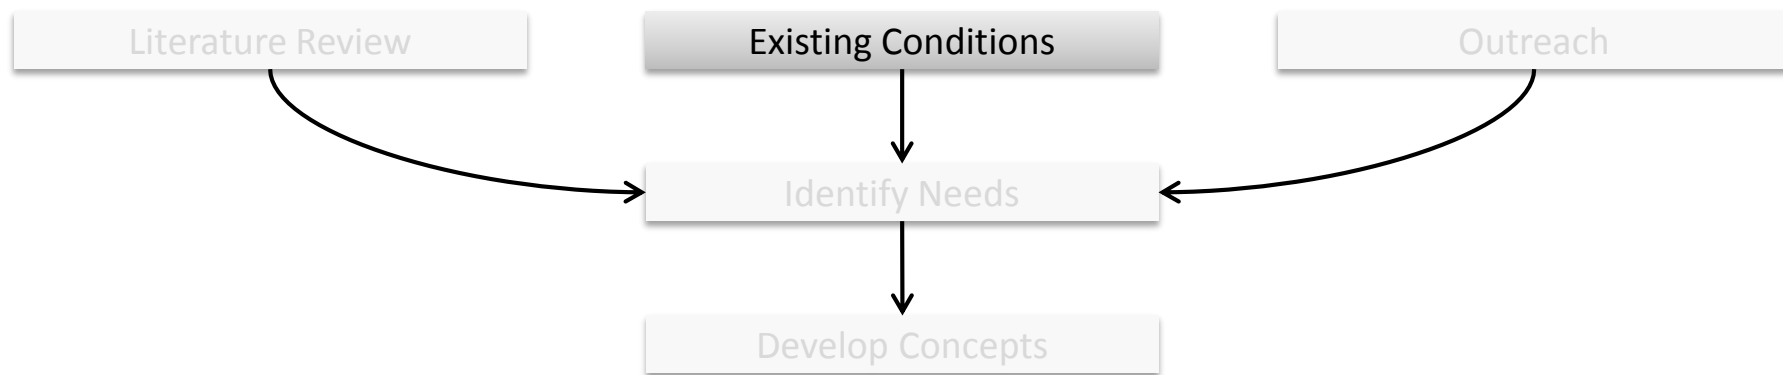 Literature Review
Existing Conditions
Outreach
Identify Needs
Develop Concepts